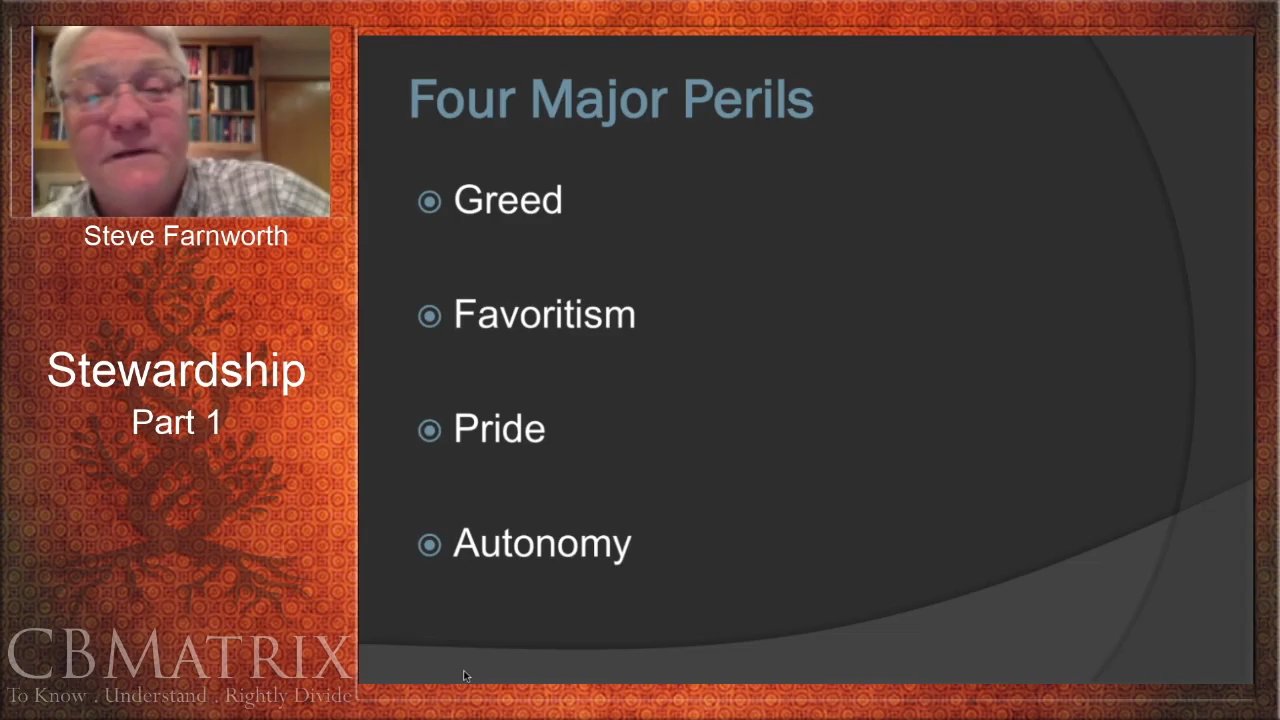 Steve Farnworth
Stewardship
Part 1
CBMATRIX
To Know . Understand . Rightly Divide
Four Major Perils
Greed
Favoritism
Pride
Autonomy